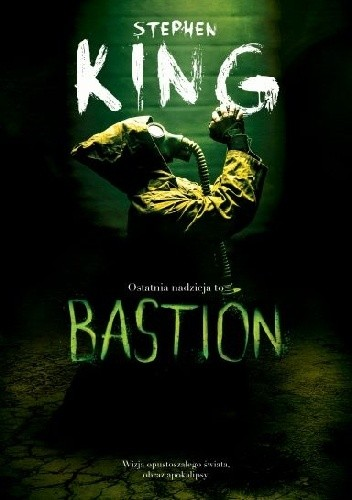 STEPHEN
KING
Ostatnia nadzieja to
BASTION
Wizja opustoszałego świata,
obraz apokalipsy